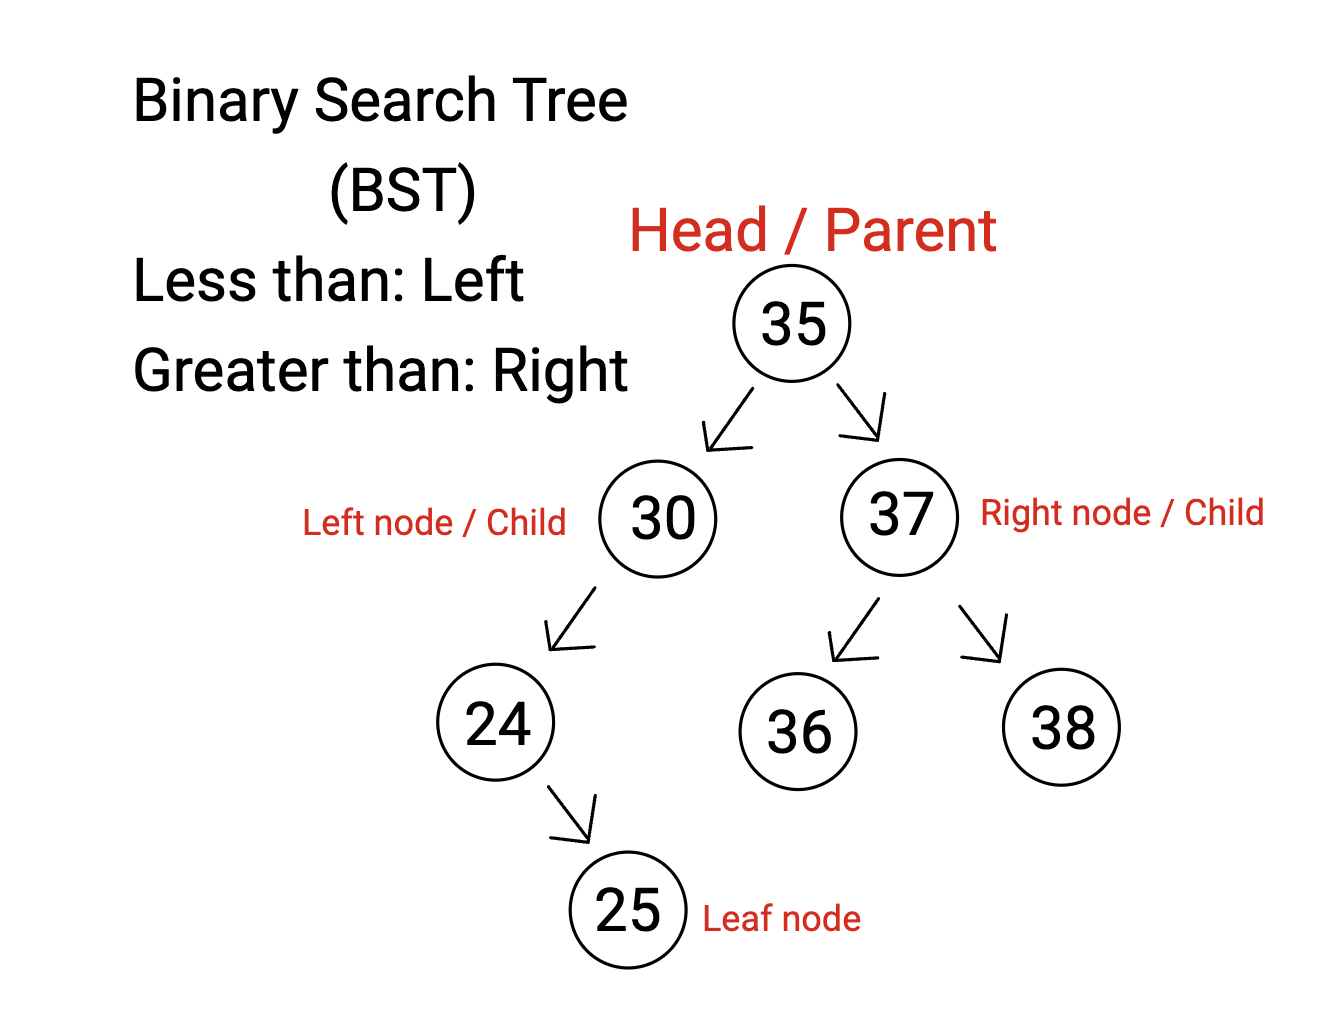 Binary Search Tree
(BST)
Less than: Left
Greater than: Right
Head / Parent
35
Left node / Child
30
37
Right node / Child
24
36
38
25
Leaf node